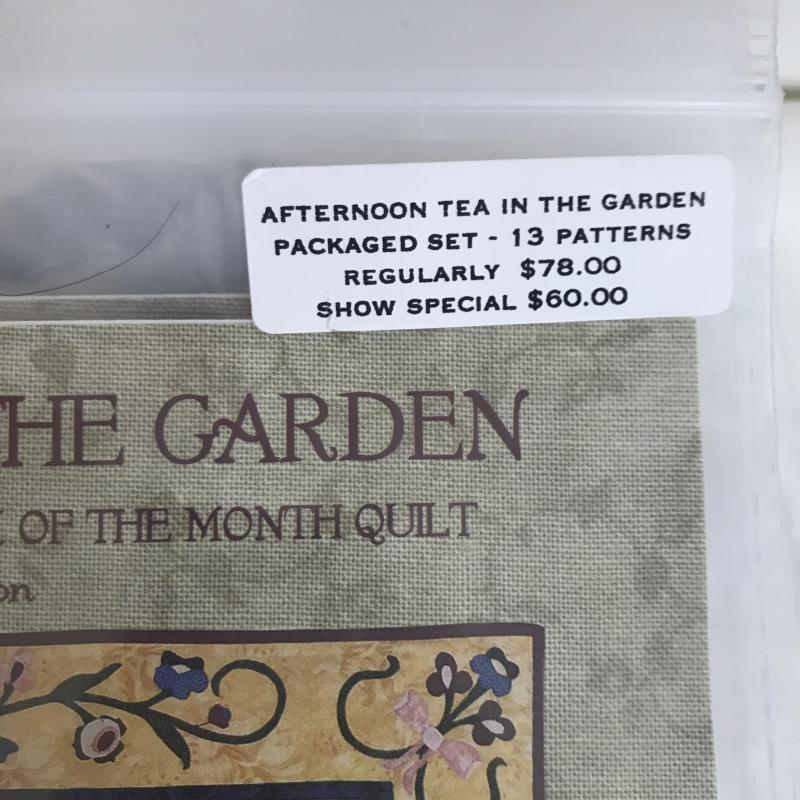 AFTERNOON TEA IN THE GARDEN
PACKAGED SET - 13 PATTERNS
REGULARLY $78.00
SHOW SPECIAL $60.00
THE GARDEN
OF THE MONTH QUILT